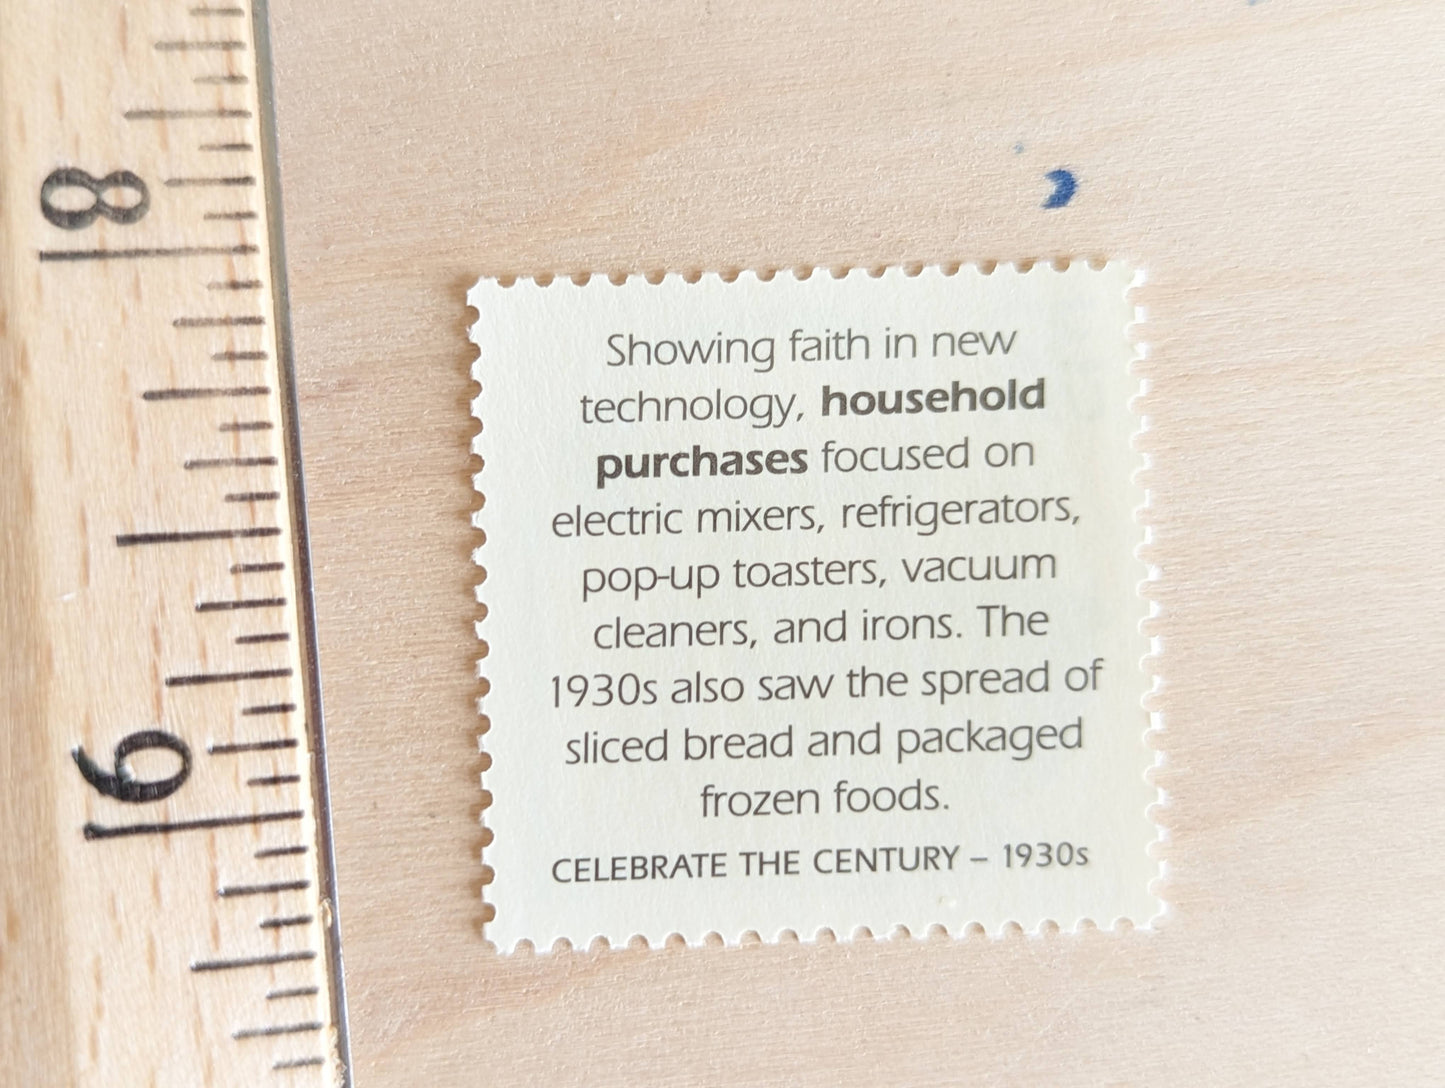 8
9
Showing faith in new
technology, household
purchases focused on
electric mixers, refrigerators,
pop-up toasters, vacuum
cleaners, and irons. The
1930s also saw the spread of
sliced bread and packaged
frozen foods.
CELEBRATE THE CENTURY – 1930s